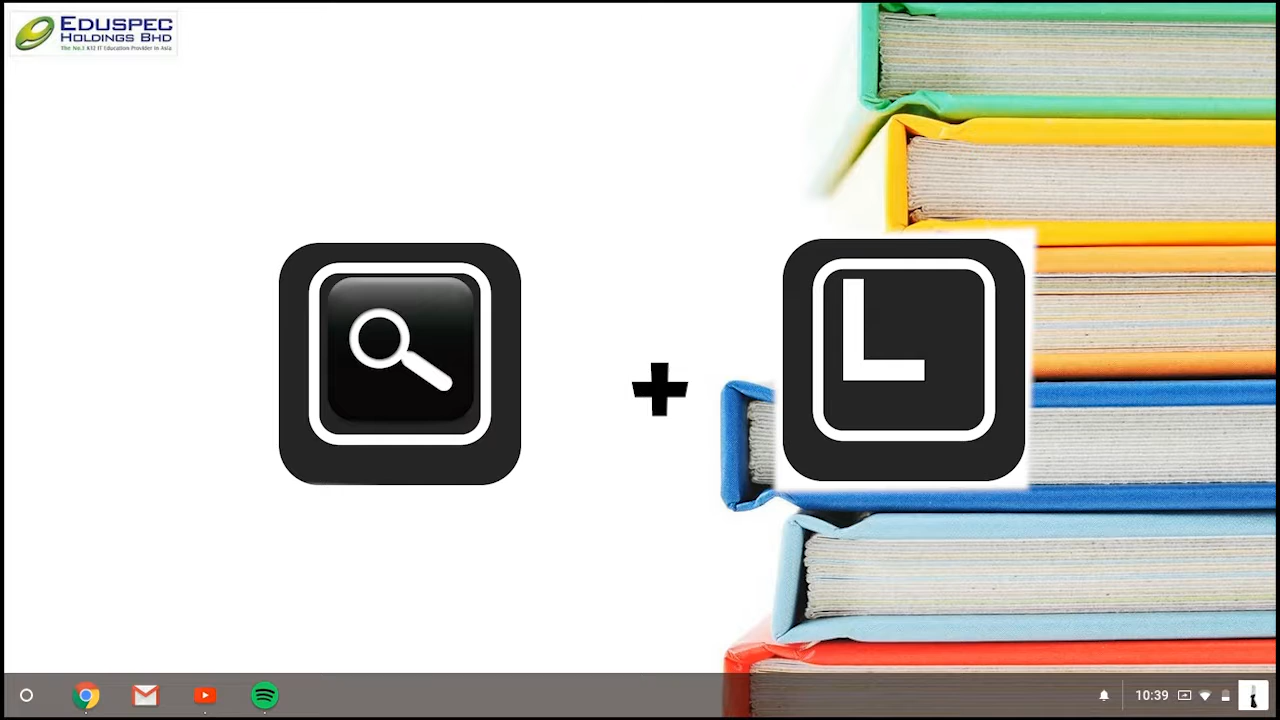 EDUSPEC
HOLDINGS BHD
The No.1 K12 IT Education Provider in Asia
+
L
10:39